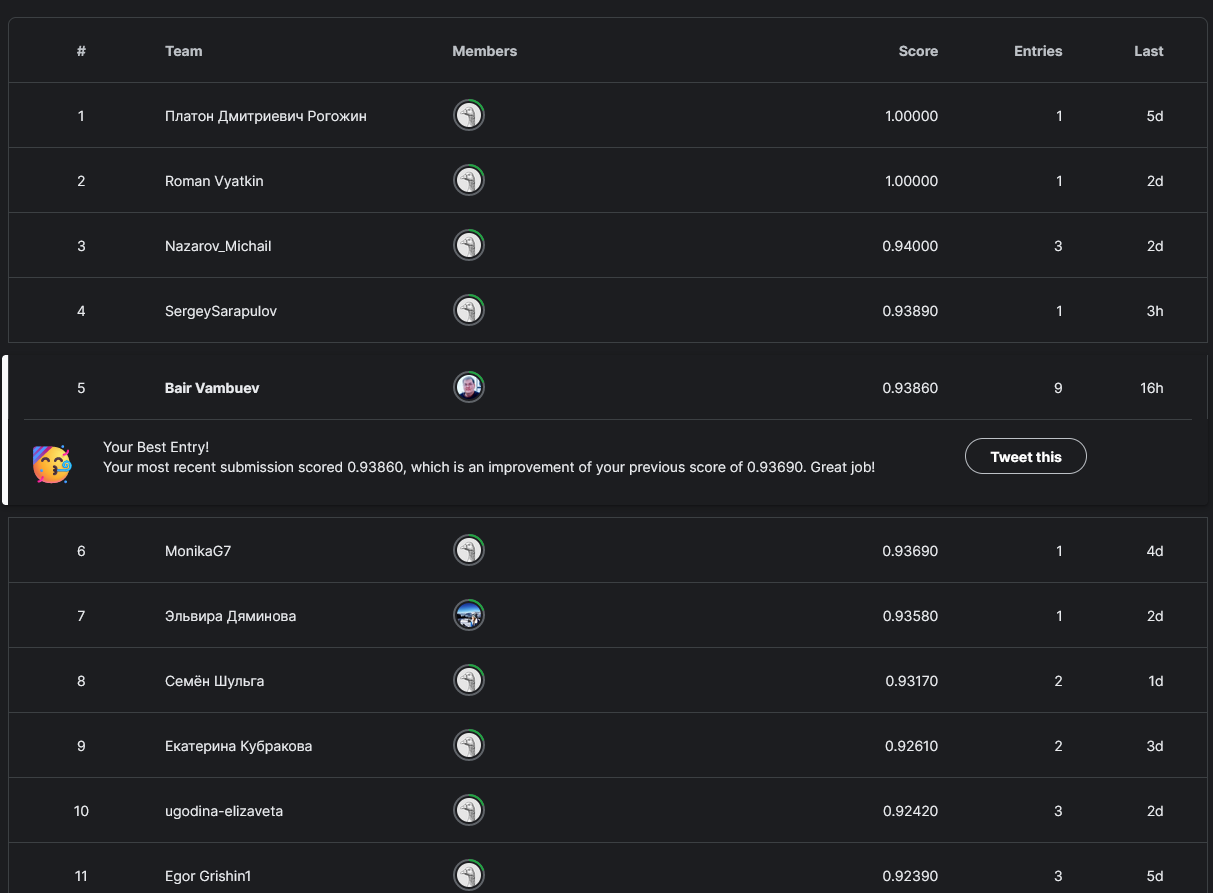 # Team Members Score Entries Last
1 Платон Дмитриевич Рогожин 1.00000 1 5d
2 Roman Vyatkin 1.00000 1 2d
3 Nazarov_Michail 0.94000 3 2d
4 SergeySarapulov 0.93890 1 3h
5 Bair Vambuev 0.93860 9 16h
Your Best Entry!
Your most recent submission scored 0.93860, which is an improvement of your previous score of 0.93690. Great job!
Tweet this
6 MonikaG7 0.93690 1 4d
7 Эльвира Дяминова 0.93580 1 2d
8 Семён Шульга 0.93170 2 1d
9 Екатерина Кубракова 0.92610 2 3d
10 ugodina-elizaveta 0.92420 3 2d
11 Egor Grishin1 0.92390 3 5d